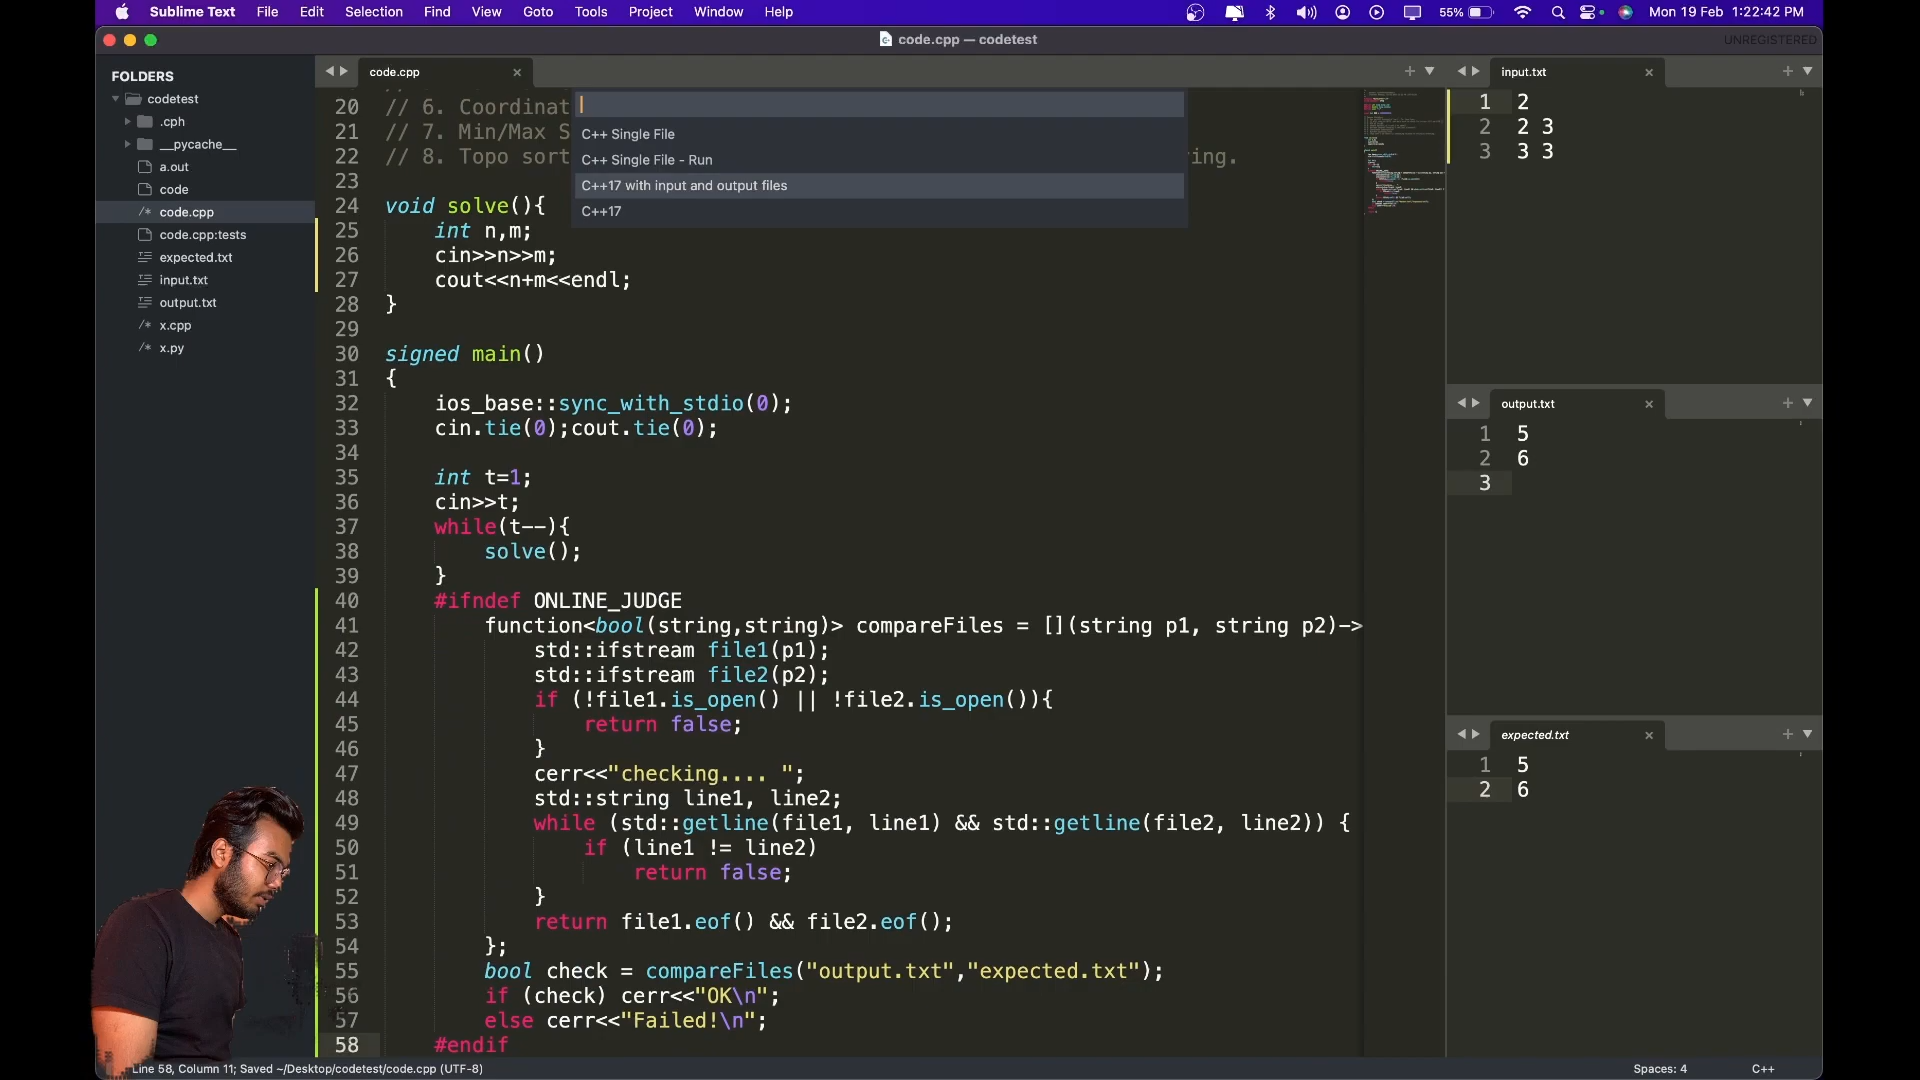 Sublime Text File Edit Selection Find View Goto Tools Project Window Help
55% Mon 19 Feb 1:22:42 PM
code.cpp — codetest
UNREGISTERED
FOLDERS
codetest
.cph
__pycache__
a.out
code
code.cpp
code.cpp:tests
expected.txt
input.txt
output.txt
x.cpp
x.py
code.cpp
C++ Single File
C++ Single File - Run
C++17 with input and output files
C++17
20 // 6. Coordinat
21 // 7. Min/Max S
22 // 8. Topo sort ing.
23
24 void solve(){
25 int n,m;
26 cin>>n>>m;
27 cout<<n+m<<endl;
28 }
29
30 signed main()
31 {
32 ios_base::sync_with_stdio(0);
33 cin.tie(0);cout.tie(0);
34
35 int t=1;
36 cin>>t;
37 while(t--){
38 solve();
39 }
40 #ifndef ONLINE_JUDGE
41 function<bool(string,string)> compareFiles = [](string p1, string p2)->
42 std::ifstream file1(p1);
43 std::ifstream file2(p2);
44 if (!file1.is_open() || !file2.is_open()){
45 return false;
46 }
47 cerr<<"checking.... ";
48 std::string line1, line2;
49 while (std::getline(file1, line1) && std::getline(file2, line2)) {
50 if (line1 != line2)
51 return false;
52 }
53 return file1.eof() && file2.eof();
54 };
55 bool check = compareFiles("output.txt","expected.txt");
56 if (check) cerr<<"OK\n";
57 else cerr<<"Failed!\n";
58 #endif
input.txt
1 2
2 2 3
3 3 3
output.txt
1 5
2 6
3
expected.txt
1 5
2 6
Line 58, Column 11; Saved ~/Desktop/codetest/code.cpp (UTF-8)
Spaces: 4
C++